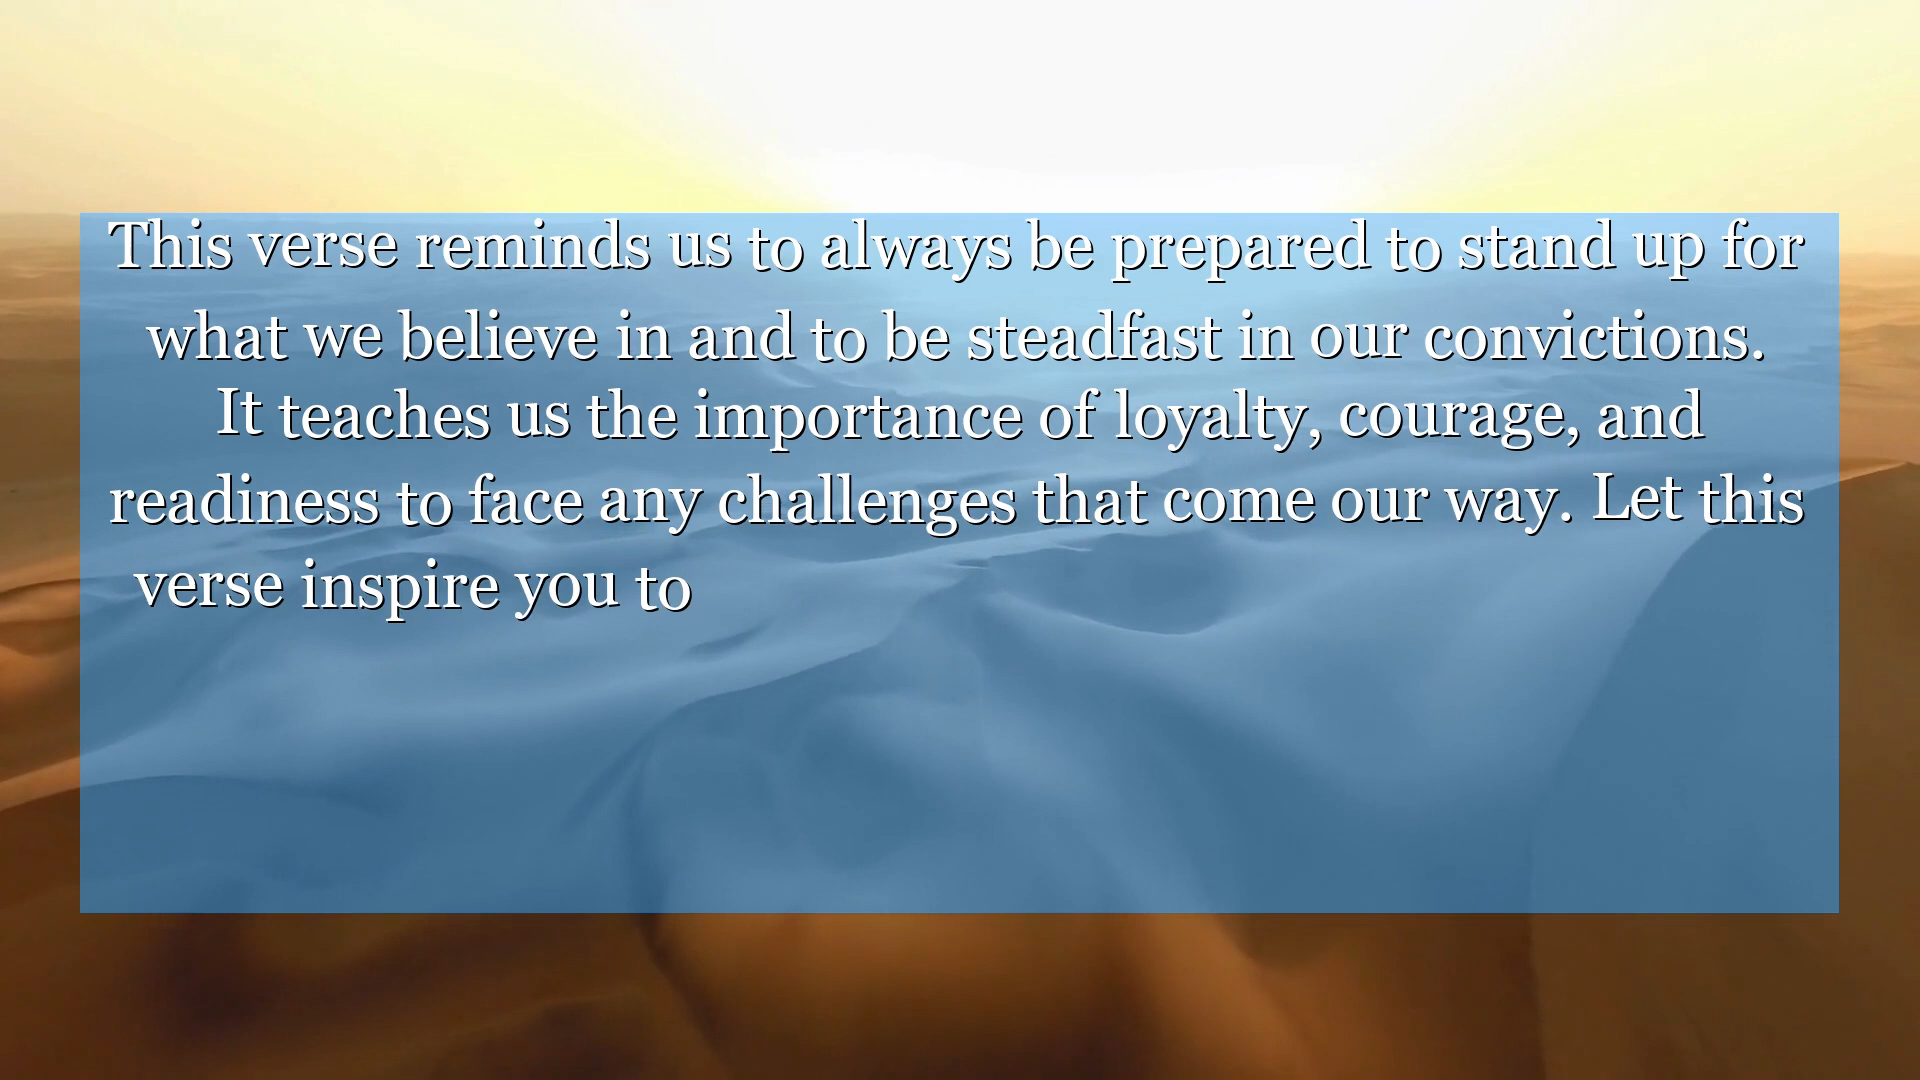 This verse reminds us to always be prepared to stand up for
what we believe in and to be steadfast in our convictions.
It teaches us the importance of loyalty, courage, and
readiness to face any challenges that come our way. Let this
verse inspire you to